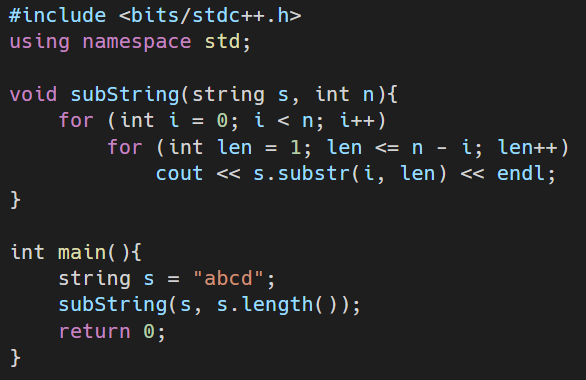 #include <bits/stdc++.h>
using namespace std;

void subString(string s, int n){
    for (int i = 0; i < n; i++)
        for (int len = 1; len <= n - i; len++)
            cout << s.substr(i, len) << endl;
}

int main(){
    string s = "abcd";
    subString(s, s.length());
    return 0;
}